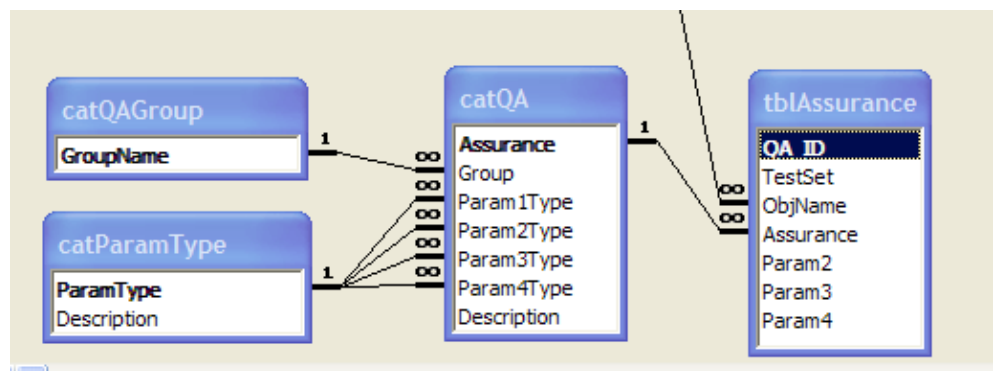 catQAGroup
GroupName
1
catParamType
ParamType
Description
1
catQA
Assurance
Group
Param1Type
Param2Type
Param3Type
Param4Type
Description
∞
∞
∞
∞
∞
1
tblAssurance
QA_ID
TestSet
ObjName
Assurance
Param2
Param3
Param4
∞
∞